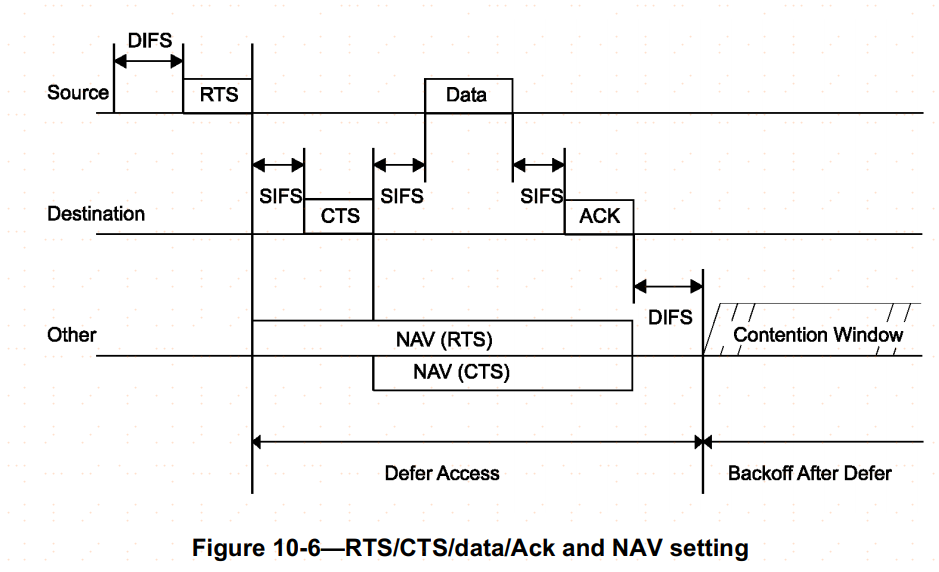 DIFS
Source
RTS
Data
SIFS
SIFS
SIFS
Destination
CTS
ACK
DIFS
Other
NAV (RTS)
Contention Window
NAV (CTS)
Defer Access
Backoff After Defer
Figure 10-6—RTS/CTS/data/Ack and NAV setting